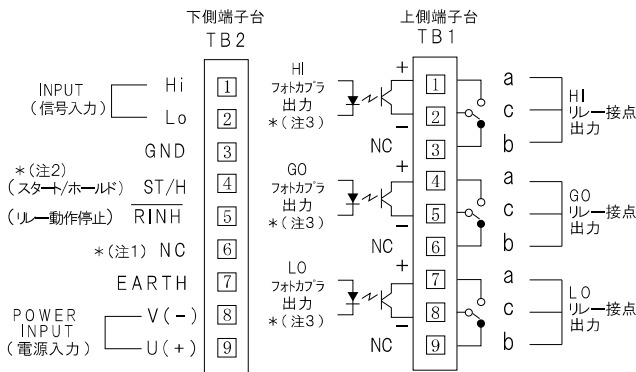 下側端子台
TB2
INPUT
(信号入力)
Hi
Lo
GND
*(注2)
(スタート/ホールド) ST/H
(リレー動作停止) RINH
*(注1) NC
EARTH
POWER
INPUT
(電源入力)
V(-)
U(+)
1
2
3
4
5
6
7
8
9
上側端子台
TB1
HI
フォトカプラ
出力
*(注3)
+
-
NC
GO
フォトカプラ
出力
*(注3)
+
-
NC
LO
フォトカプラ
出力
*(注3)
+
-
NC
1
2
3
4
5
6
7
8
9
a
c
b
HI
リレー接点
出力
a
c
b
GO
リレー接点
出力
a
c
b
LO
リレー接点
出力